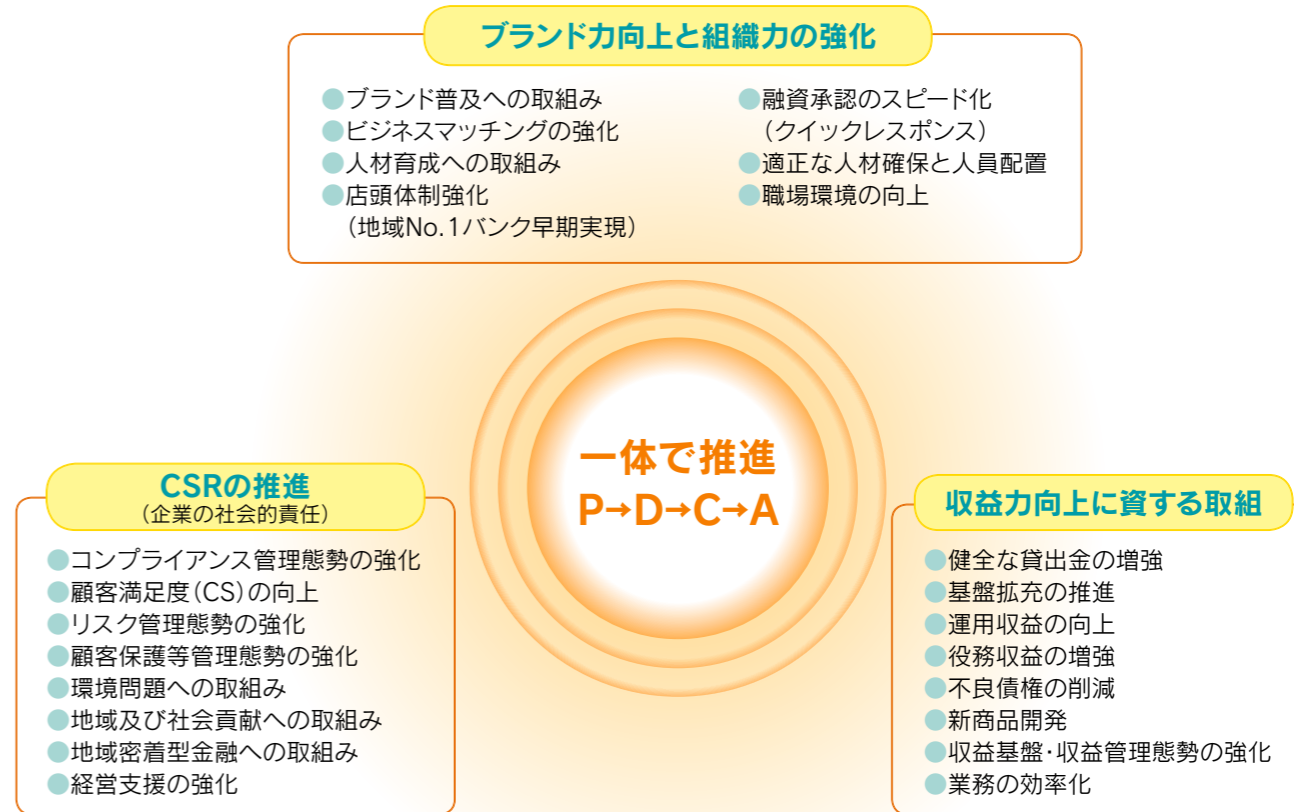 ブランド力向上と組織力の強化
●ブランド普及への取組み
●ビジネスマッチングの強化
●人材育成への取組み
●店頭体制強化
（地域No.1バンク早期実現）
●融資承認のスピード化
（クイックレスポンス）
●適正な人材確保と人員配置
●職場環境の向上
一体で推進
P→D→C→A
CSRの推進
（企業の社会的責任）
●コンプライアンス管理態勢の強化
●顧客満足度（CS）の向上
●リスク管理態勢の強化
●顧客保護等管理態勢の強化
●環境問題への取組み
●地域及び社会貢献への取組み
●地域密着型金融への取組み
●経営支援の強化
収益力向上に資する取組
●健全な貸出金の増強
●基盤拡充の推進
●運用収益の向上
●役務収益の増強
●不良債権の削減
●新商品開発
●収益基盤・収益管理態勢の強化
●業務の効率化